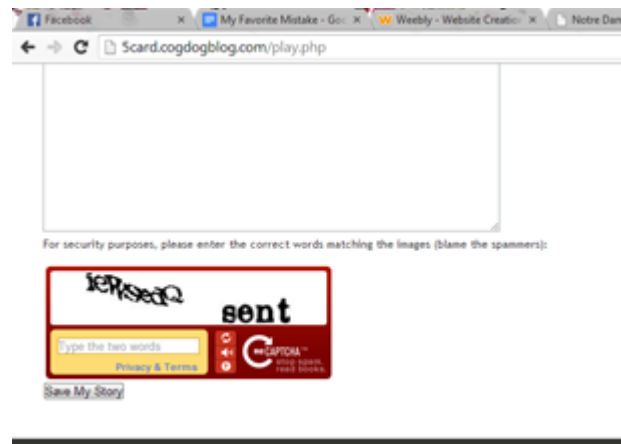 Facebook × My Favorite Mistake - Goo × Weebly - Website Creatio × Notre Dam
5card.cogdogblog.com/play.php
For security purposes, please enter the correct words matching the images (blame the spammers):
sent
Type the two words
Privacy & Terms
reCAPTCHA™
stop spam.
read books.
Save My Story